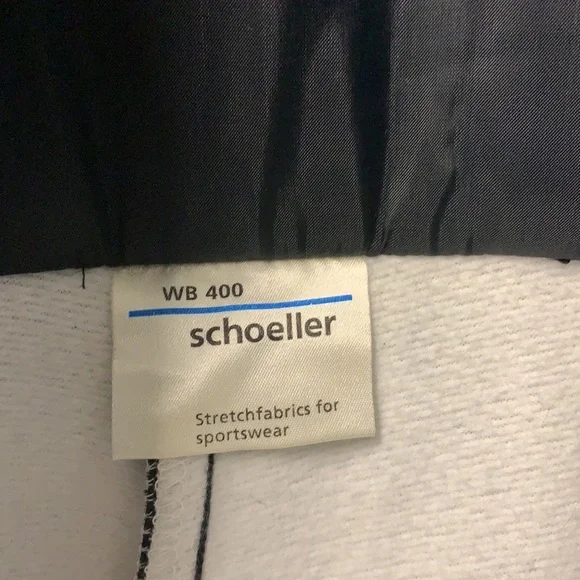 WB 400
schoeller
Stretchfabrics for
sportswear